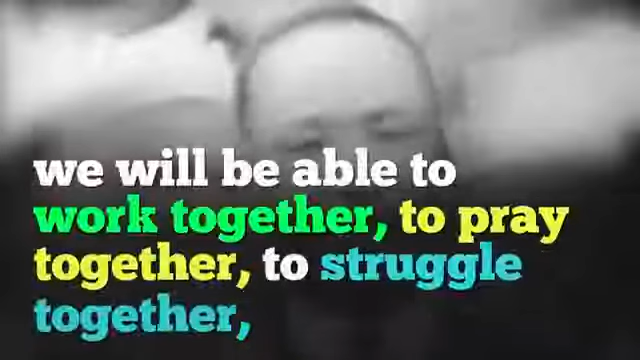 we will be able to
work together, to pray
together, to struggle
together,